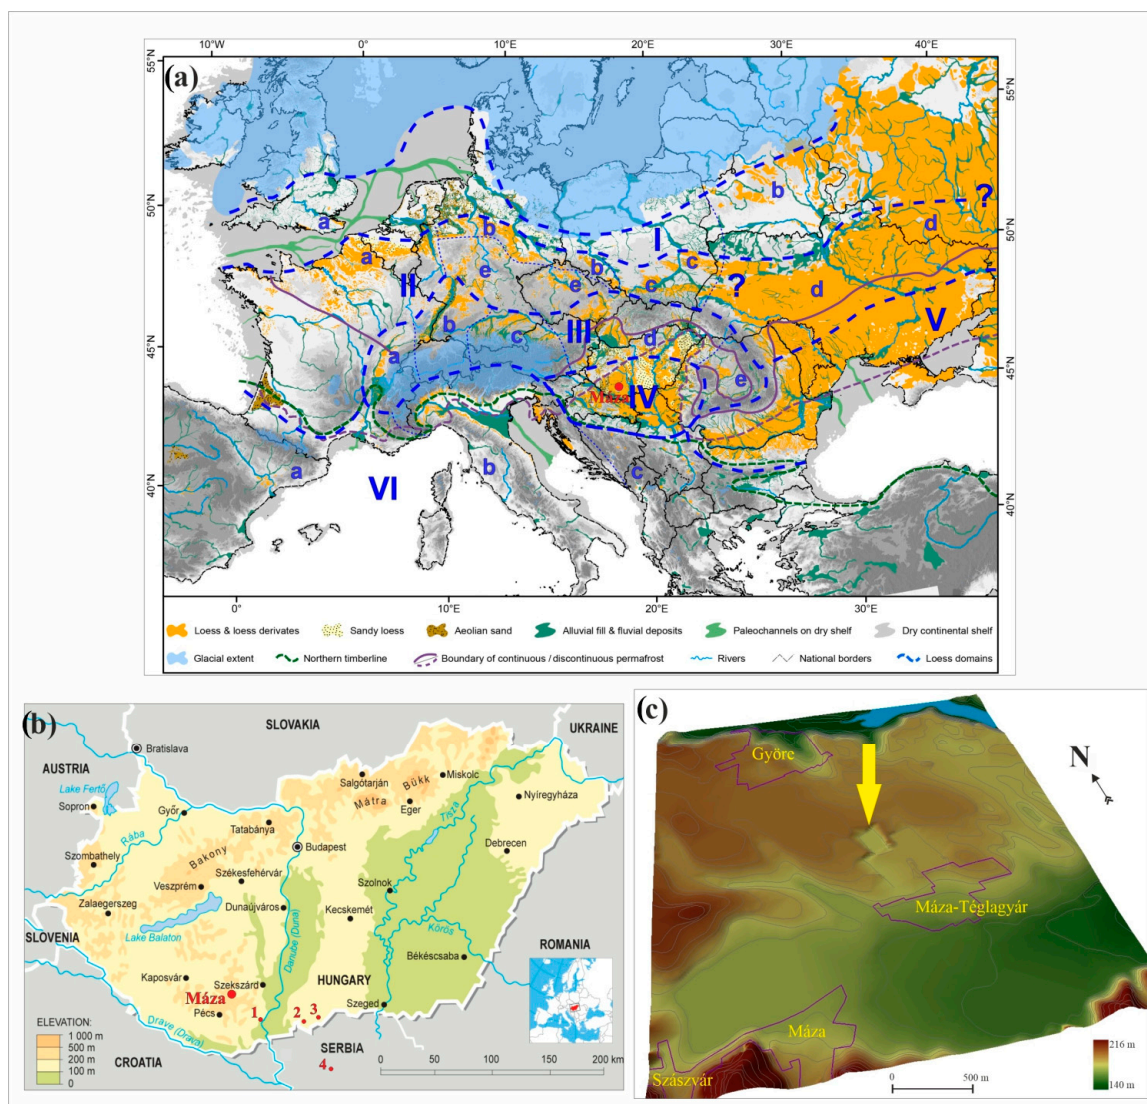 10°W 0° 10°E 20°E 30°E 40°E
(a)
55°N
55°N
50°N
50°N
45°N
45°N
40°N
40°N
b
?
a
d
b
I
a
b
c
II
e
e
c
?
d
V
b
III
c
d
a
e
Máza
IV
a
b
c
VI
0° 10°E 20°E 30°E
Loess & loess derivates Sandy loess Aeolian sand Alluvial fill & fluvial deposits Paleochannels on dry shelf Dry continental shelf
Glacial extent Northern timberline Boundary of continuous / discontinuous permafrost Rivers National borders Loess domains
(b)
SLOVAKIA
UKRAINE
Bratislava
AUSTRIA
Lake Fertő
Sopron
Győr
Rába
Tatabánya
Salgótarján
Bükk
Miskolc
Mátra
Eger
Tisza
Nyíregyháza
Szombathely
Bakony
Budapest
Debrecen
Veszprém
Székesfehérvár
Zalaegerszeg
Dunaújváros
Szolnok
Kecskemét
Lake Balaton
Danube (Duna)
Körös
SLOVENIA
ROMANIA
Békéscsaba
Kaposvár
Szekszárd
HUNGARY
Máza
Szeged
Pécs
1
2
3
ELEVATION:
1 000 m
500 m
200 m
100 m
0
Drave (Dráva)
CROATIA
SERBIA
4
0 50 100 150 200 km
(c)
Györe
N
Máza-Téglagyár
Máza
Szászvár
216 m
140 m
0 500 m